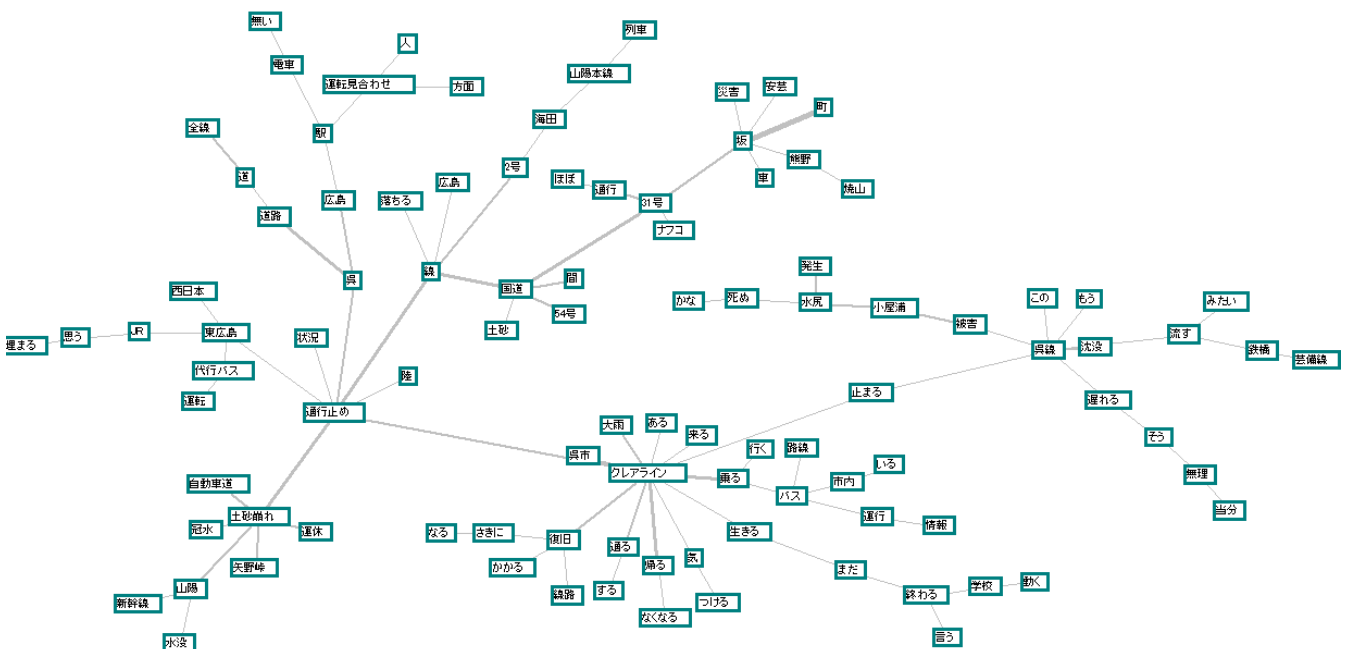 無い
列車
人
電車
山陽本線
運転見合わせ
方面
災害
安芸
町
全線
駅
海田
坂
熊野
2号
車
焼山
道
広島
ほぼ
通行
落ちる
広島
31号
道路
ナフコ
呉
線
国道
間
発生
西日本
54号
かな
死ぬ
水尻
小屋浦
この
もう
みたい
埋まる
思う
JR
東広島
状況
土砂
被害
呉線
沈没
流す
鉄橋
芸備線
代行バス
陸
運転
通行止め
止まる
遅れる
大雨
ある
来る
そう
呉市
クレアライン
乗る
行く
路線
いる
無理
自動車道
バス
市内
当分
土砂崩れ
冠水
運休
運行
情報
なる
さきに
復旧
通る
生きる
矢野峠
かかる
帰る
気
まだ
山陽
線路
する
つける
終わる
学校
動く
新幹線
なくなる
水没
言う